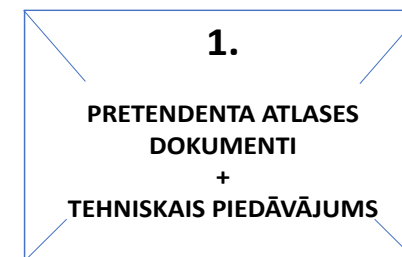 1.
PRETENDENTA ATLASES
DOKUMENTI
+
TEHNISKAIS PIEDĀVĀJUMS